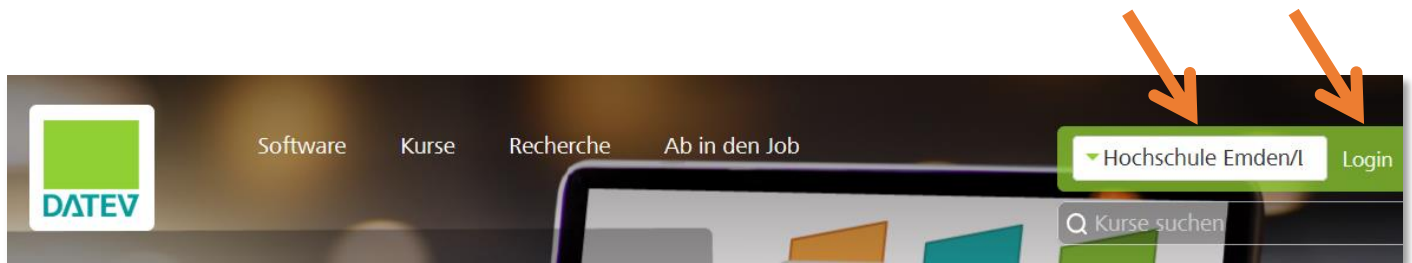 Software Kurse Recherche Ab in den Job
Hochschule Emden/L Login
DATEV
Kurse suchen